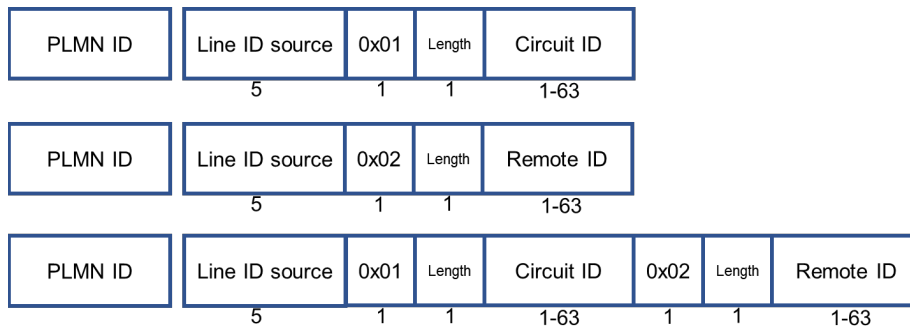 PLMN ID Line ID source 0x01 Length Circuit ID
5 1 1 1-63
PLMN ID Line ID source 0x02 Length Remote ID
5 1 1 1-63
PLMN ID Line ID source 0x01 Length Circuit ID 0x02 Length Remote ID
5 1 1 1-63 1 1 1-63